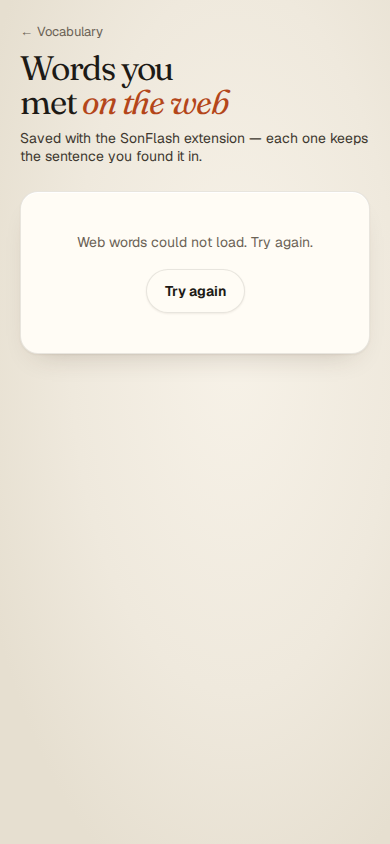 ← Vocabulary
Words you
met on the web
Saved with the SonFlash extension — each one keeps
the sentence you found it in.
Web words could not load. Try again.
Try again